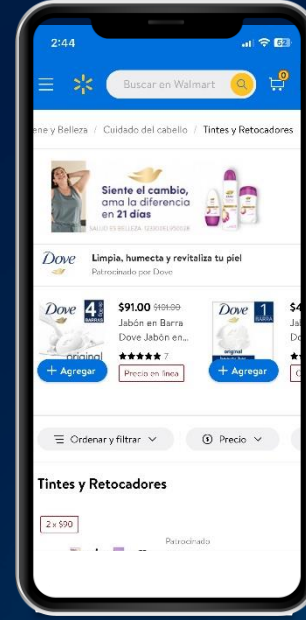 2:44
62
Buscar en Walmart
0
ene y Belleza / Cuidado del cabello / Tintes y Retocadores
Siente el cambio,
ama la diferencia
en 21 días
Dove
Limpia, humecta y revitaliza tu piel
Patrocinado por Dove
Dove 4 BARRAS
original
$91.00 $101.00
Jabón en Barra
Dove Jabón en...
7
+ Agregar
Precio en línea
Dove 1 BARRA
original
+ Agregar
Ordenar y filtrar
Precio
Tintes y Retocadores
2 x $90
Patrocinado